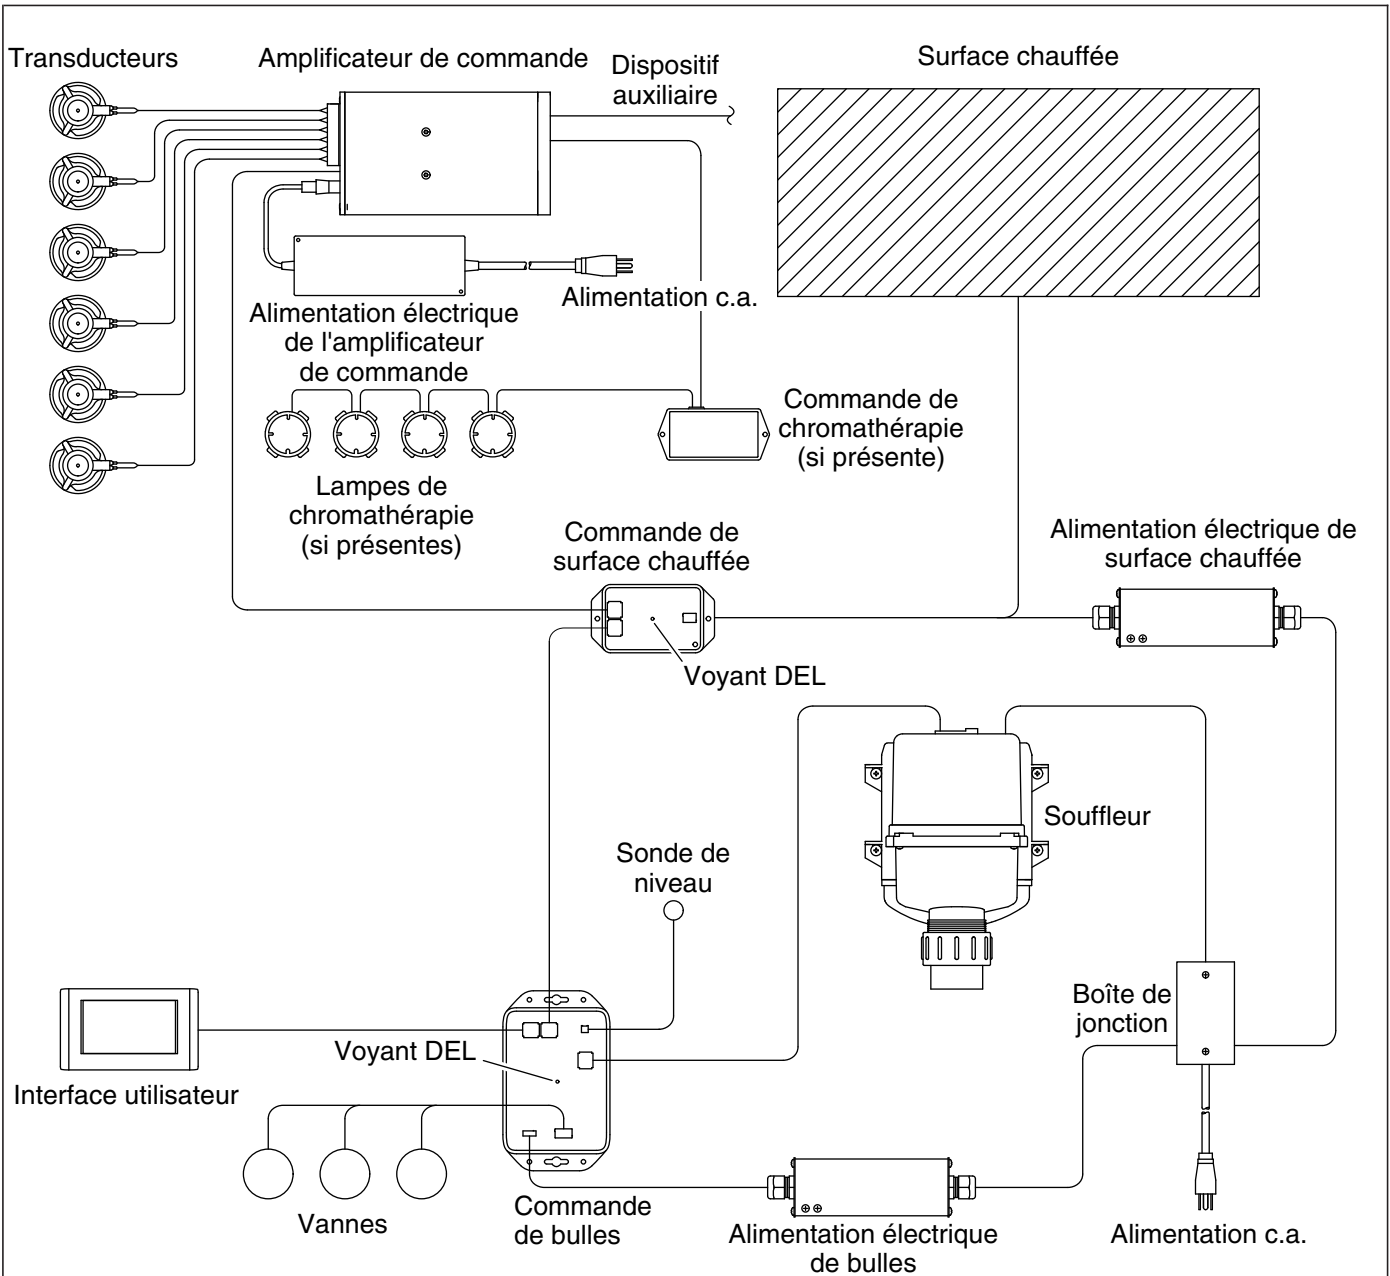 Transducteurs
Amplificateur de commande
Dispositif
auxiliaire
Surface chauffée
Alimentation c.a.
Alimentation électrique
de l'amplificateur
de commande
Commande de
chromathérapie
(si présente)
Lampes de
chromathérapie
(si présentes)
Commande de
surface chauffée
Alimentation électrique de
surface chauffée
Voyant DEL
Souffleur
Sonde de
niveau
Boîte de
jonction
Voyant DEL
Interface utilisateur
Vannes
Commande
de bulles
Alimentation électrique
de bulles
Alimentation c.a.